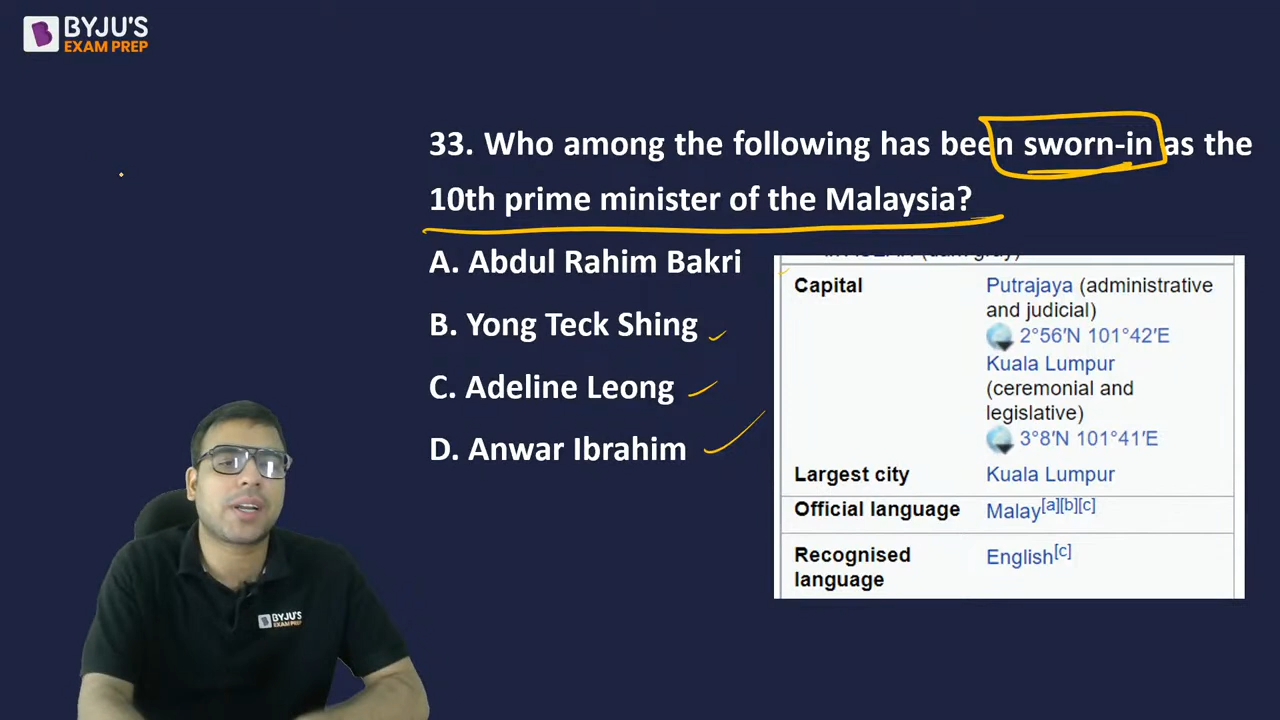 BYJU'S
EXAM PREP
33. Who among the following has been sworn-in as the
10th prime minister of the Malaysia?
A. Abdul Rahim Bakri
B. Yong Teck Shing
C. Adeline Leong
D. Anwar Ibrahim
Capital Putrajaya (administrative
and judicial)
2°56′N 101°42′E
Kuala Lumpur
(ceremonial and
legislative)
3°8′N 101°41′E
Largest city Kuala Lumpur
Official language Malay[a][b][c]
Recognised English[c]
language
BYJU'S
EXAM PREP